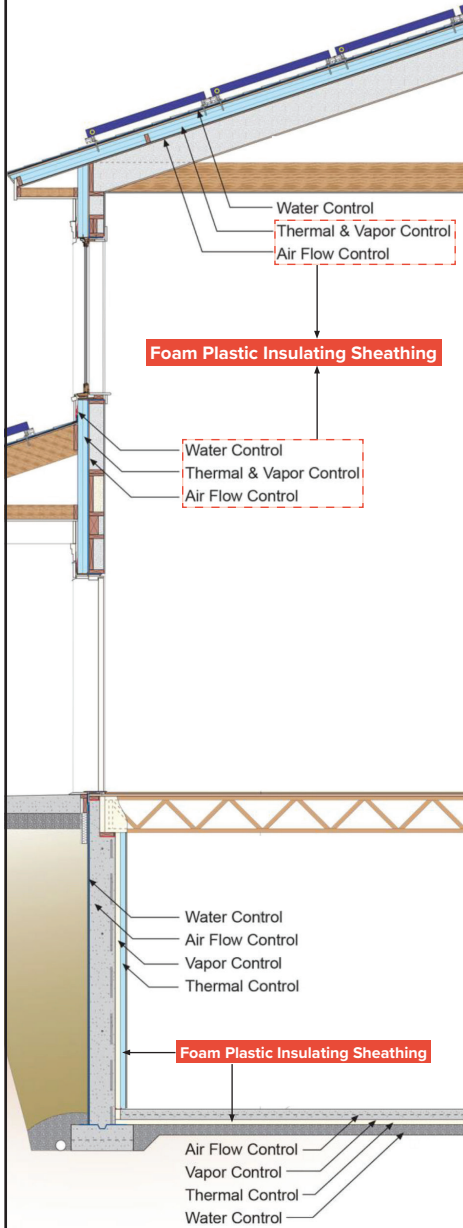 Water Control
Thermal & Vapor Control
Air Flow Control
Foam Plastic Insulating Sheathing
Water Control
Thermal & Vapor Control
Air Flow Control
Water Control
Air Flow Control
Vapor Control
Thermal Control
Foam Plastic Insulating Sheathing
Air Flow Control
Vapor Control
Thermal Control
Water Control